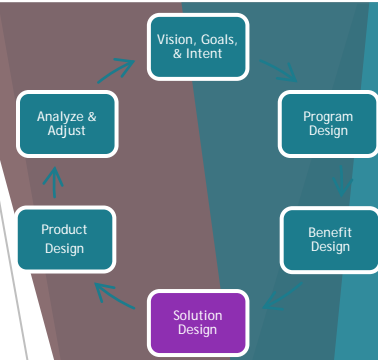 Vision, Goals,
& Intent
Program
Design
Benefit
Design
Solution
Design
Product
Design
Analyze &
Adjust